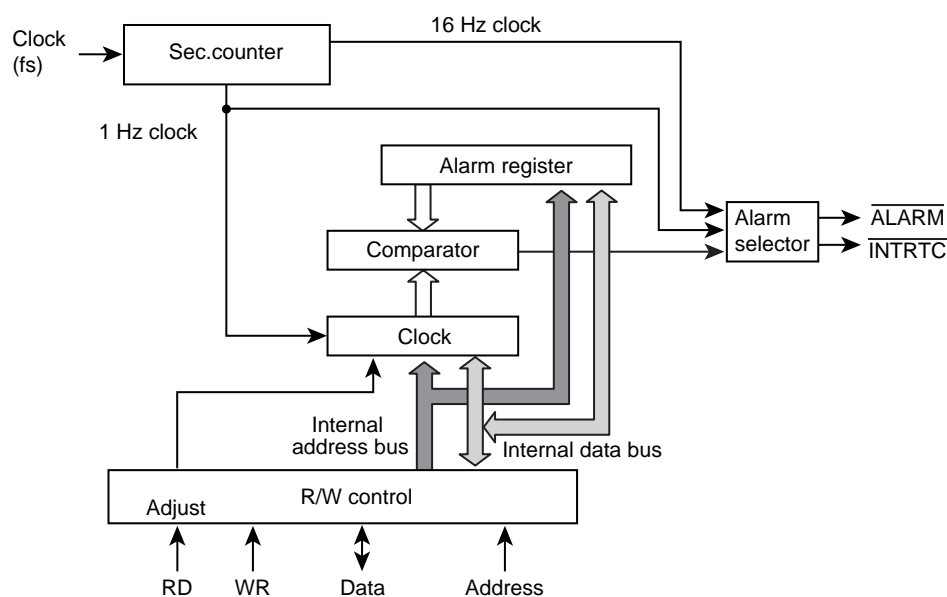 16 Hz clock
Clock
(fs)
Sec.counter
1 Hz clock
Alarm register
Alarm
selector
ALARM
INTRTC
Comparator
Clock
Internal
address bus
Internal data bus
R/W control
Adjust
RD
WR
Data
Address